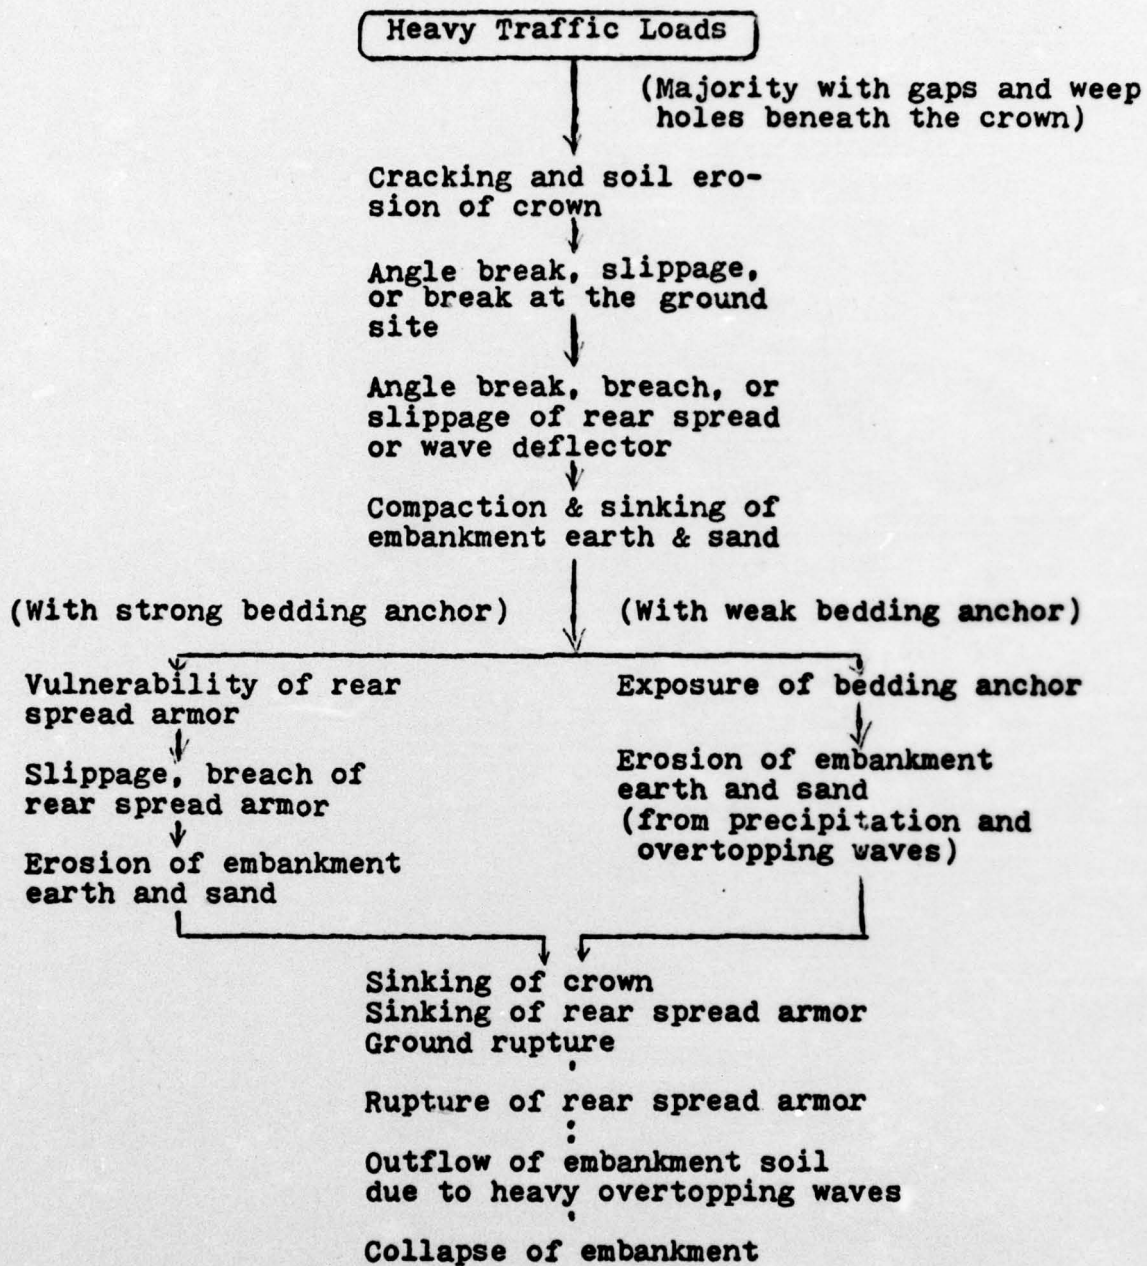 Heavy Traffic Loads
(Majority with gaps and weep
holes beneath the crown)
Cracking and soil ero-
sion of crown
Angle break, slippage,
or break at the ground
site
Angle break, breach, or
slippage of rear spread
or wave deflector
Compaction & sinking of
embankment earth & sand
(With strong bedding anchor)
(With weak bedding anchor)
Vulnerability of rear
spread armor
Slippage, breach of
rear spread armor
Erosion of embankment
earth and sand
Exposure of bedding anchor
Erosion of embankment
earth and sand
(from precipitation and
overtopping waves)
Sinking of crown
Sinking of rear spread armor
Ground rupture
Rupture of rear spread armor
Outflow of embankment soil
due to heavy overtopping waves
Collapse of embankment